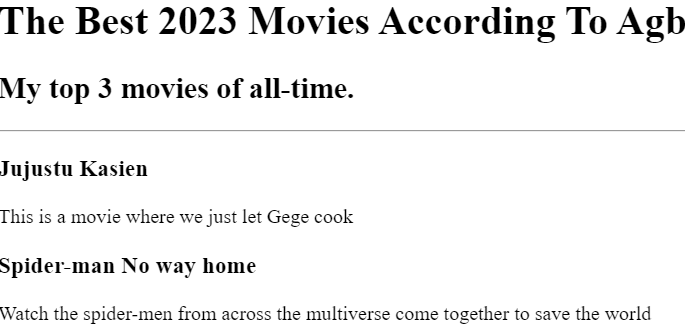 The Best 2023 Movies According To Agb
My top 3 movies of all-time.
Jujustu Kasien
This is a movie where we just let Gege cook
Spider-man No way home
Watch the spider-men from across the multiverse come together to save the world